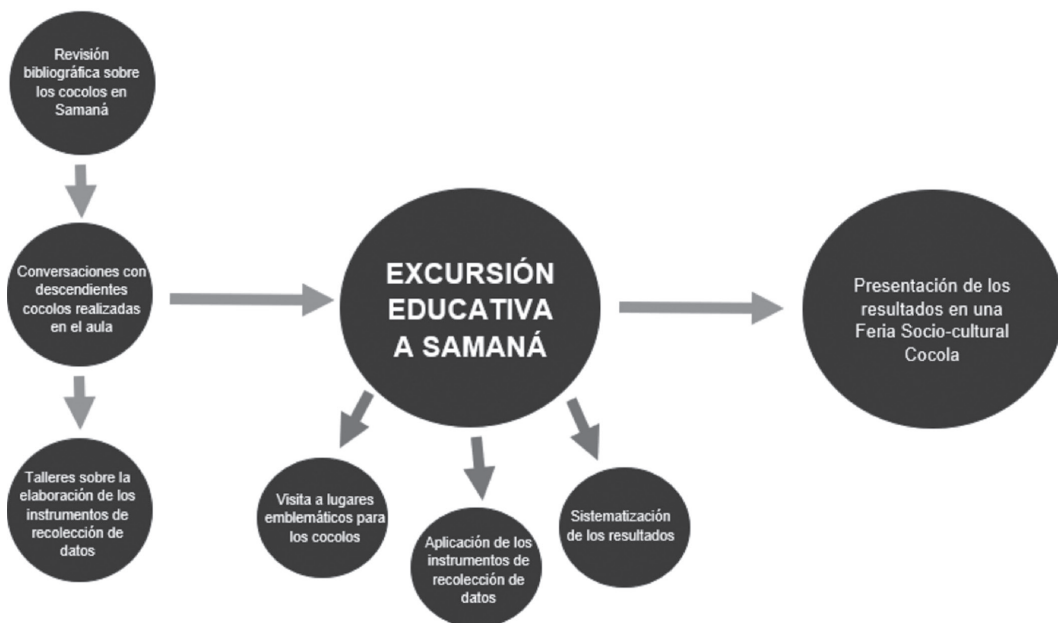 Revisión
bibliográfica sobre
los cocolos en
Samaná
Conversaciones con
descendientes
cocolos realizadas
en el aula
Talleres sobre la
elaboración de los
instrumentos de
recolección de
datos
EXCURSIÓN
EDUCATIVA
A SAMANÁ
Visita a lugares
emblemáticos para
los cocolos
Aplicación de los
instrumentos de
recolección de
datos
Sistematización
de los resultados
Presentación de los
resultados en una
Feria Socio-cultural
Cocola